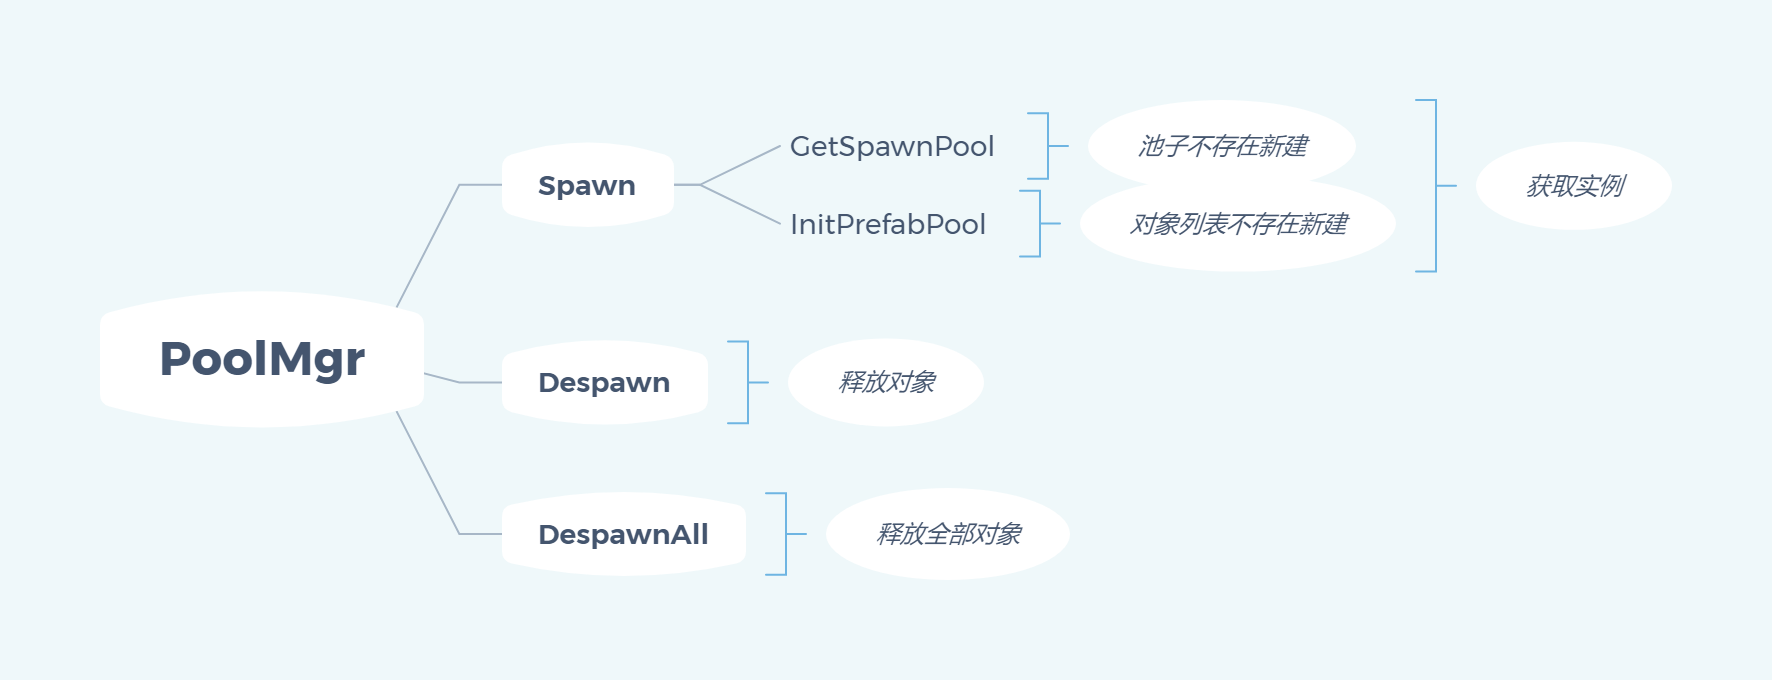 PoolMgr
Spawn
GetSpawnPool
池子不存在新建
InitPrefabPool
对象列表不存在新建
获取实例
Despawn
释放对象
DespawnAll
释放全部对象